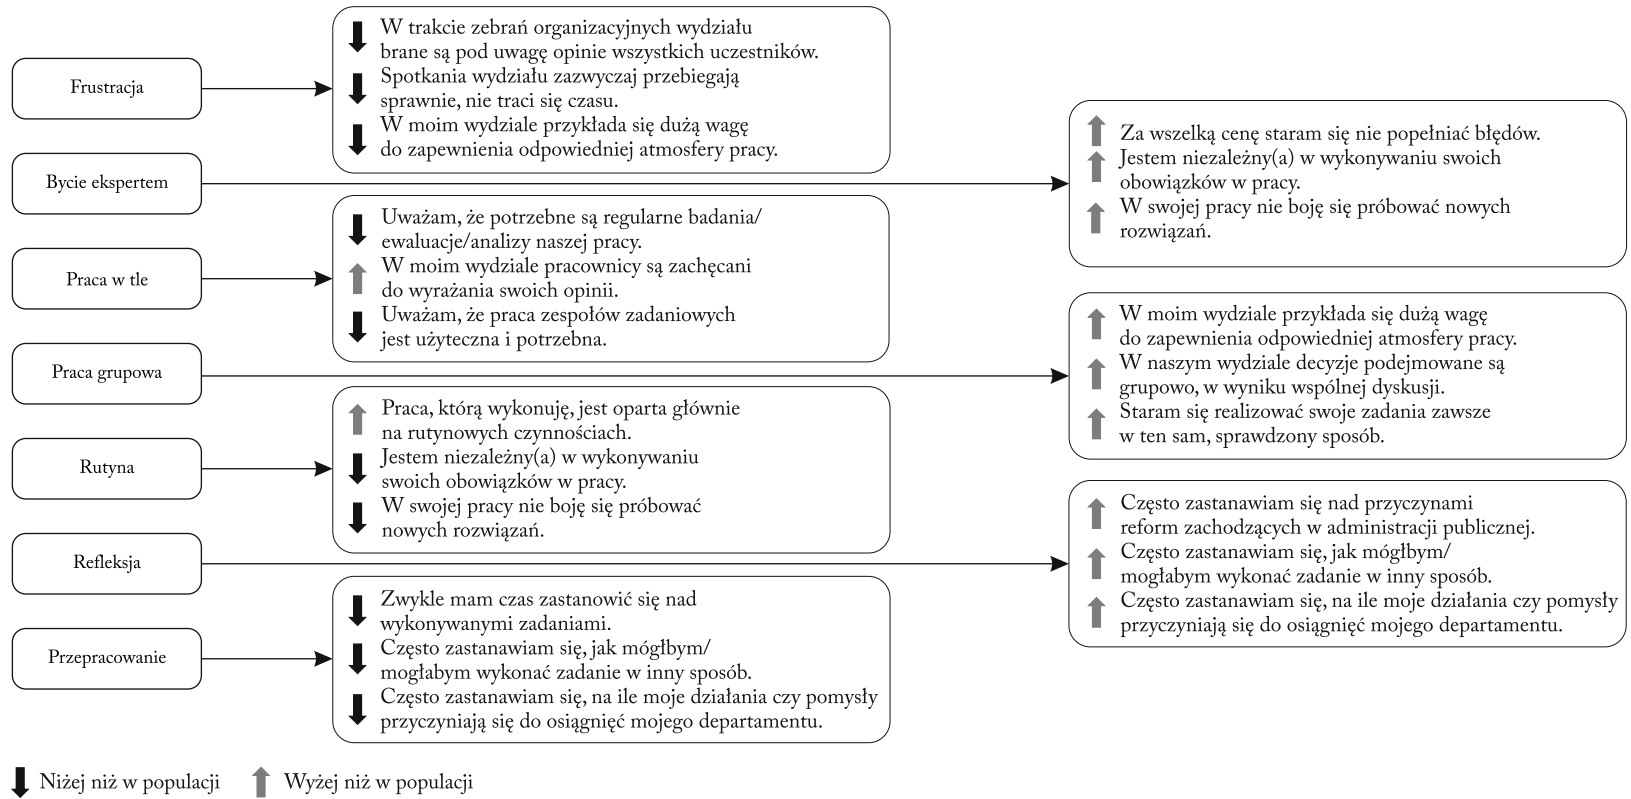 Frustracja
W trakcie zebrań organizacyjnych wydziału
brane są pod uwagę opinie wszystkich uczestników.
Spotkania wydziału zazwyczaj przebiegają
sprawnie, nie traci się czasu.
W moim wydziale przykłada się dużą wagę
do zapewnienia odpowiedniej atmosfery pracy.
Bycie ekspertem
Za wszelką cenę staram się nie popełniać błędów.
Jestem niezależny(a) w wykonywaniu swoich
obowiązków w pracy.
W swojej pracy nie boję się próbować nowych
rozwiązań.
Praca w tle
Uważam, że potrzebne są regularne badania/
ewaluacje/analizy naszej pracy.
W moim wydziale pracownicy są zachęcani
do wyrażania swoich opinii.
Uważam, że praca zespołów zadaniowych
jest użyteczna i potrzebna.
Praca grupowa
W moim wydziale przykłada się dużą wagę
do zapewnienia odpowiedniej atmosfery pracy.
W naszym wydziale decyzje podejmowane są
grupowo, w wyniku wspólnej dyskusji.
Staram się realizować swoje zadania zawsze
w ten sam, sprawdzony sposób.
Rutyna
Praca, którą wykonuję, jest oparta głównie
na rutynowych czynnościach.
Jestem niezależny(a) w wykonywaniu
swoich obowiązków w pracy.
W swojej pracy nie boję się próbować
nowych rozwiązań.
Refleksja
Często zastanawiam się nad przyczynami
reform zachodzących w administracji publicznej.
Często zastanawiam się, jak mógłbym/
mogłabym wykonać zadanie w inny sposób.
Często zastanawiam się, na ile moje działania czy pomysły
przyczyniają się do osiągnięć mojego departamentu.
Przepracowanie
Zwykle mam czas zastanowić się nad
wykonywanymi zadaniami.
Często zastanawiam się, jak mógłbym/
mogłabym wykonać zadanie w inny sposób.
Często zastanawiam się, na ile moje działania czy pomysły
przyczyniają się do osiągnięć mojego departamentu.
Niżej niż w populacji
Wyżej niż w populacji